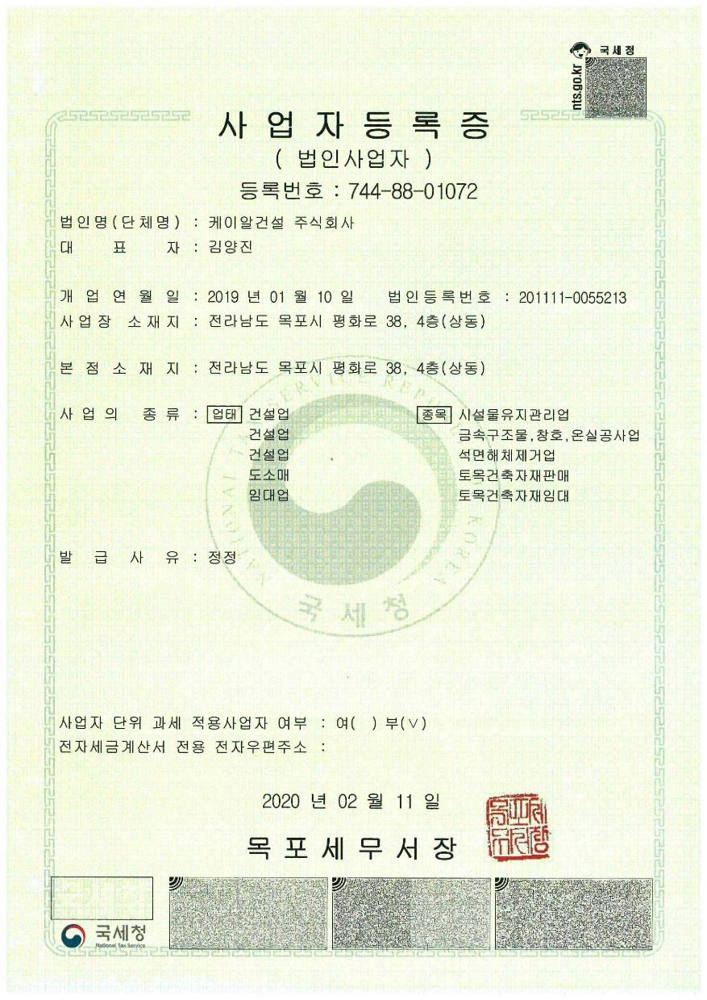 국세청
nts.go.kr
사업자등록증
( 법인사업자 )
등록번호 : 744-88-01072
법인명(단체명) : 케이알건설 주식회사
대 표 자 : 김양진
개 업 연 월 일 : 2019 년 01 월 10 일 법인등록번호 : 201111-0055213
사업장 소재지 : 전라남도 목포시 평화로 38, 4층(상동)
본 점 소 재 지 : 전라남도 목포시 평화로 38, 4층(상동)
사 업 의 종 류 : 업태 건설업 종목 시설물유지관리업
건설업 금속구조물,창호,온실공사업
건설업 석면해체제거업
도소매 토목건축자재판매
임대업 토목건축자재임대
NATIONAL TAX SERVICE REPUBLIC OF KOREA
발 급 사 유 : 정정
국세청
사업자 단위 과세 적용사업자 여부 : 여( ) 부(∨)
전자세금계산서 전용 전자우편주소 :
2020 년 02 월 11 일
목포세무서장
국세청
National Tax Service